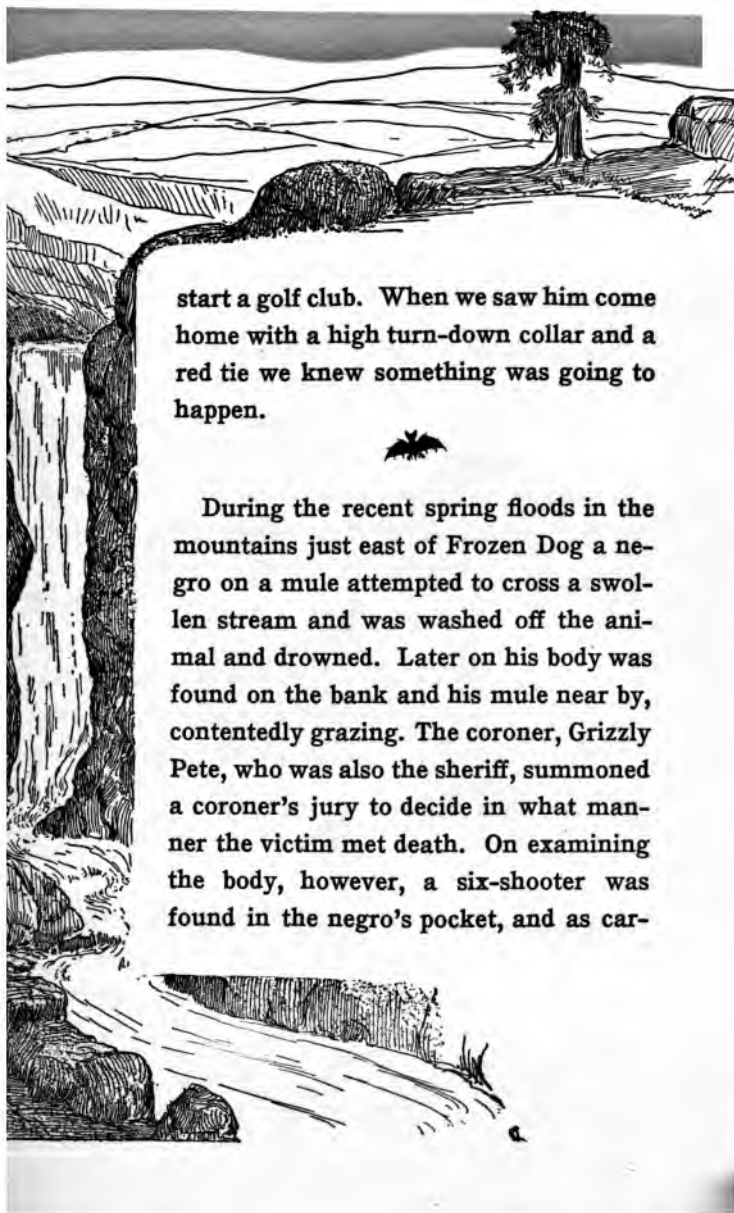 start a golf club. When we saw him come
home with a high turn-down collar and a
red tie we knew something was going to
happen.
During the recent spring floods in the
mountains just east of Frozen Dog a ne-
gro on a mule attempted to cross a swol-
len stream and was washed off the ani-
mal and drowned. Later on his body was
found on the bank and his mule near by,
contentedly grazing. The coroner, Grizzly
Pete, who was also the sheriff, summoned
a coroner's jury to decide in what man-
ner the victim met death. On examining
the body, however, a six-shooter was
found in the negro's pocket, and as car-